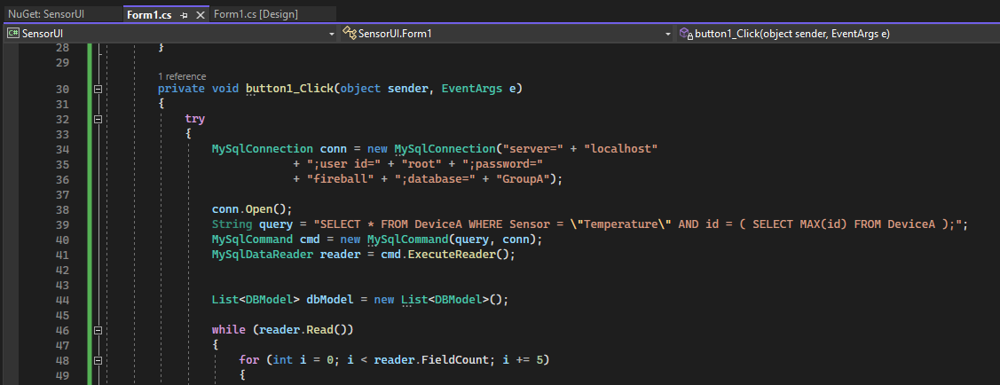 NuGet: SensorUI Form1.cs Form1.cs [Design]
C# SensorUI SensorUI.Form1 button1_Click(object sender, EventArgs e)
28 }
29
1 reference
30 private void button1_Click(object sender, EventArgs e)
31 {
32 try
33 {
34 MySqlConnection conn = new MySqlConnection("server=" + "localhost"
35 + ";user id=" + "root" + ";password="
36 + "fireball" + ";database=" + "GroupA");
37
38 conn.Open();
39 String query = "SELECT * FROM DeviceA WHERE Sensor = \"Temperature\" AND id = ( SELECT MAX(id) FROM DeviceA );";
40 MySqlCommand cmd = new MySqlCommand(query, conn);
41 MySqlDataReader reader = cmd.ExecuteReader();
42
43
44 List<DBModel> dbModel = new List<DBModel>();
45
46 while (reader.Read())
47 {
48 for (int i = 0; i < reader.FieldCount; i += 5)
49 {